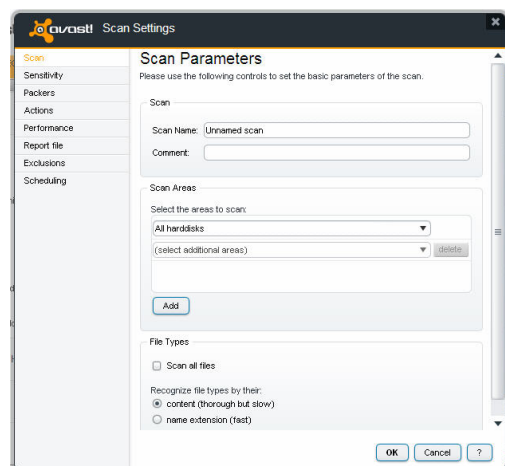 avast! Scan Settings
Scan
Sensitivity
Packers
Actions
Performance
Report file
Exclusions
Scheduling
Scan Parameters
Please use the following controls to set the basic parameters of the scan.
Scan
Scan Name: Unnamed scan
Comment:
Scan Areas
Select the areas to scan:
All harddisks
(select additional areas) delete
Add
File Types
Scan all files
Recognize file types by their:
content (thorough but slow)
name extension (fast)
OK Cancel ?